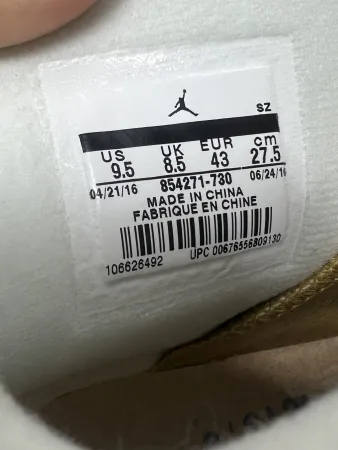 SZ
US UK EUR cm
9.5 8.5 43 27.5
04/21/16 854271-730 06/24/16
MADE IN CHINA
FABRIQUE EN CHINE
106626492 UPC 00676556809130